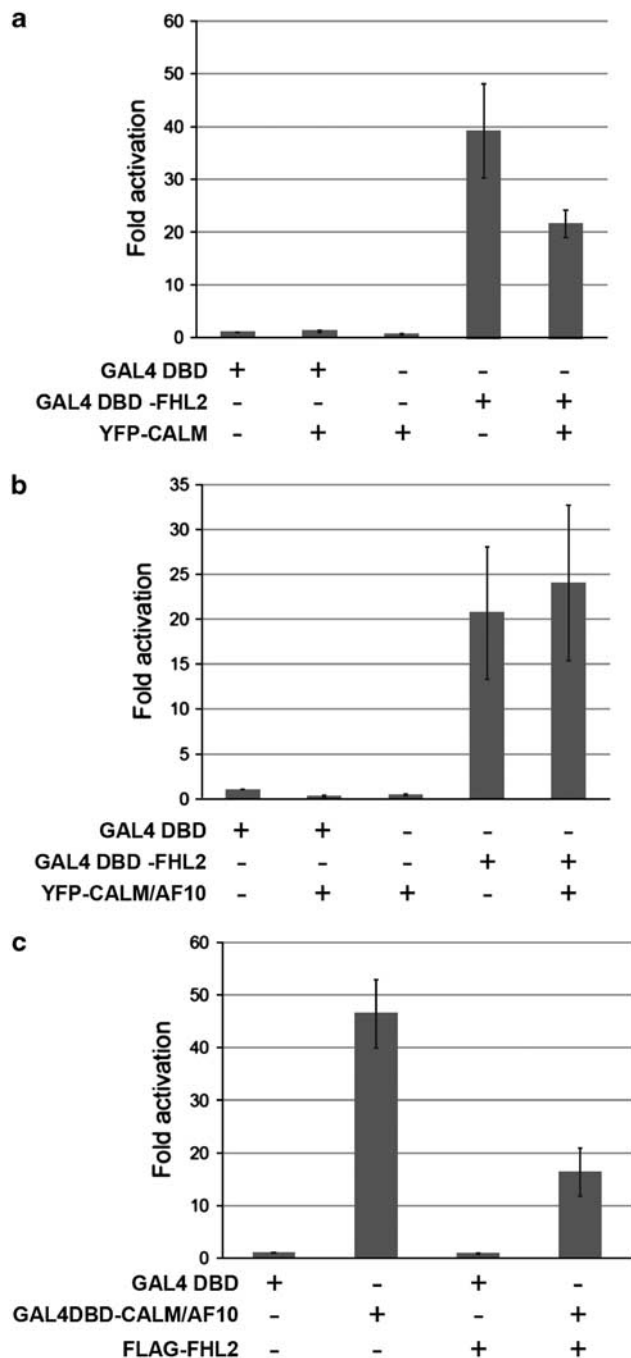 a
60
50
40
30
20
10
0
Fold activation
GAL4 DBD + + - - -
GAL4 DBD -FHL2 - - - + +
YFP-CALM - + + - +
b
35
30
25
20
15
10
5
0
Fold activation
GAL4 DBD + + - - -
GAL4 DBD -FHL2 - - - + +
YFP-CALM/AF10 - + + - +
c
60
50
40
30
20
10
0
Fold activation
GAL4 DBD + - + -
GAL4DBD-CALM/AF10 - + - +
FLAG-FHL2 - - + +